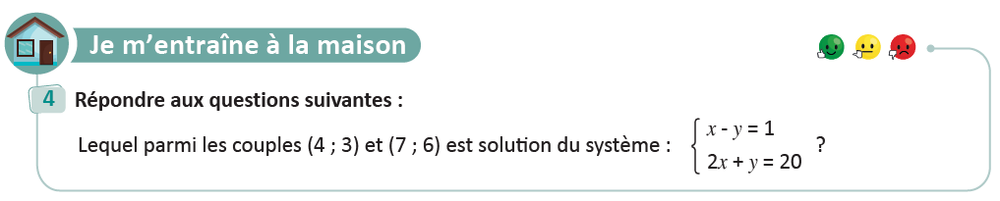 Je m'entraîne à la maison
4 Répondre aux questions suivantes :
Lequel parmi les couples (4 ; 3) et (7 ; 6) est solution du système : { x - y = 1
2x + y = 20 ?